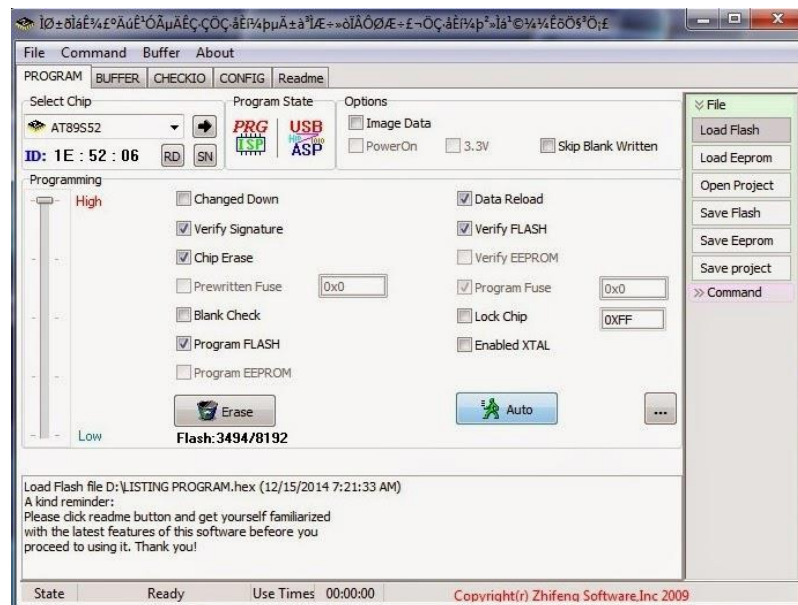 File Command Buffer About
PROGRAM BUFFER CHECKIO CONFIG Readme
Select Chip
AT89S52
ID: 1E : 52 : 06 RD SN
Program State
PRG
ISP
USB
ASP
Options
Image Data
PowerOn 3.3V Skip Blank Written
Programming
High
Low
Changed Down
Verify Signature
Chip Erase
Prewritten Fuse 0x0
Blank Check
Program FLASH
Program EEPROM
Erase
Flash:3494/8192
Data Reload
Verify FLASH
Verify EEPROM
Program Fuse 0x0
Lock Chip 0XFF
Enabled XTAL
Auto ...
File
Load Flash
Load Eeprom
Open Project
Save Flash
Save Eeprom
Save project
Command
Load Flash file D:\LISTING PROGRAM.hex (12/15/2014 7:21:33 AM)
A kind reminder:
Please click readme button and get yourself familiarized
with the latest features of this software befeore you
proceed to using it. Thank you!
State Ready Use Times 00:00:00 Copyright(r) Zhifeng Software,Inc 2009